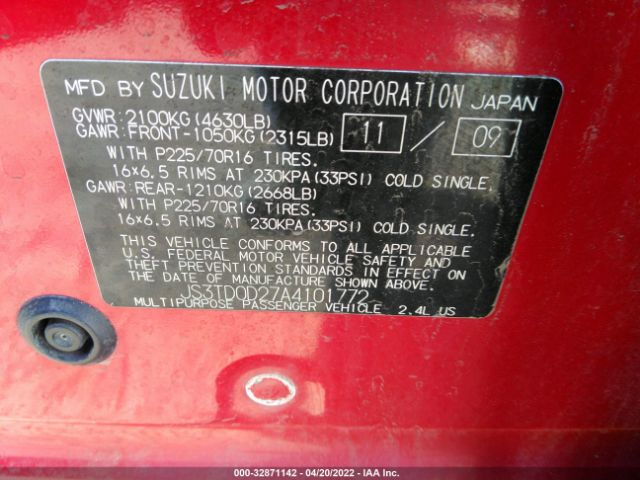 MFD BY SUZUKI MOTOR CORPORATION JAPAN
GVWR:2100KG(4630LB)
GAWR:FRONT-1050KG(2315LB) 11 / 09
WITH P225/70R16 TIRES.
16x6.5 RIMS AT 230KPA(33PSI) COLD SINGLE.
GAWR:REAR-1210KG(2668LB)
WITH P225/70R16 TIRES.
16x6.5 RIMS AT 230KPA(33PSI) COLD SINGLE.
THIS VEHICLE CONFORMS TO ALL APPLICABLE
U.S. FEDERAL MOTOR VEHICLE SAFETY AND
THEFT PREVENTION STANDARDS IN EFFECT ON
THE DATE OF MANUFACTURE SHOWN ABOVE.
JS3TD0D27A4101772
MULTIPURPOSE PASSENGER VEHICLE 2.4L US
000-32871142 - 04/20/2022 - IAA Inc.